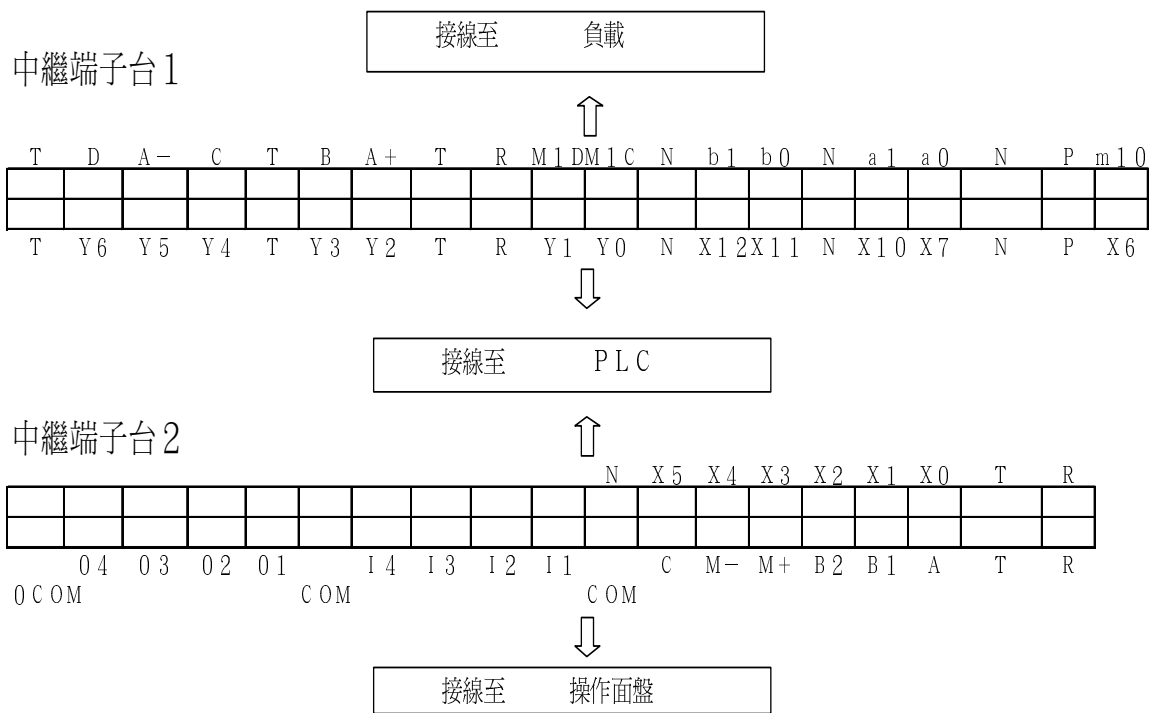 接線至 負載
中繼端子台1
T D A- C T B A+ T R M1D M1C N b1 b0 N a1 a0 N P m10
T Y6 Y5 Y4 T Y3 Y2 T R Y1 Y0 N X12 X11 N X10 X7 N P X6
接線至 PLC
中繼端子台2
N X5 X4 X3 X2 X1 X0 T R
04 03 02 01 I4 I3 I2 I1 C M- M+ B2 B1 A T R
0COM COM COM
接線至 操作面盤